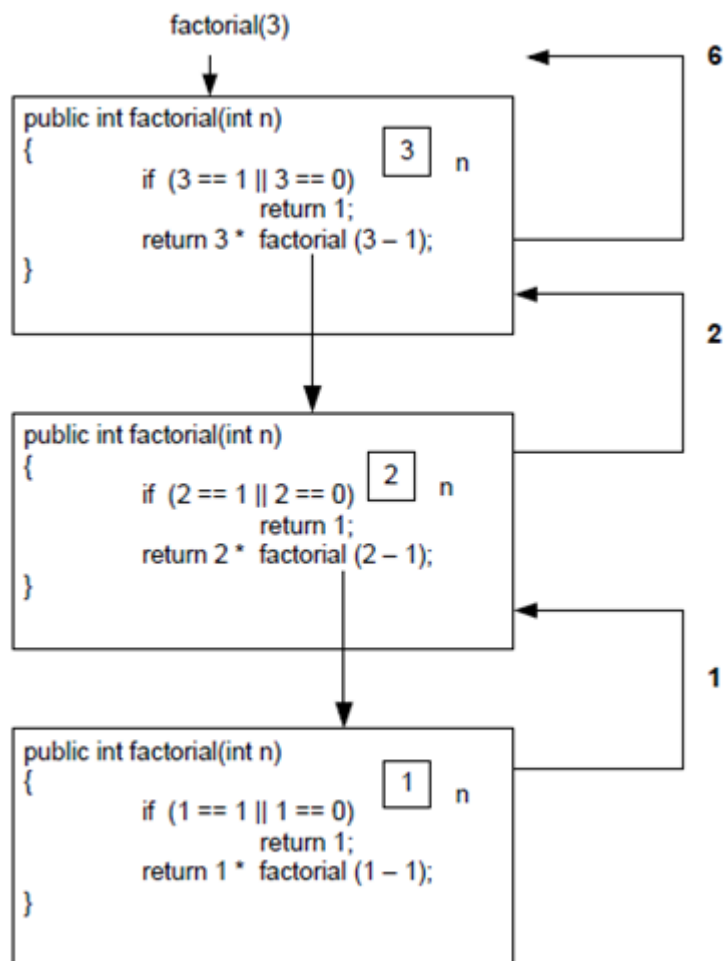 factorial(3)
6
public int factorial(int n)
{
3
n
if (3 == 1 || 3 == 0)
return 1;
return 3 * factorial (3 – 1);
}
2
public int factorial(int n)
{
2
n
if (2 == 1 || 2 == 0)
return 1;
return 2 * factorial (2 – 1);
}
1
public int factorial(int n)
{
1
n
if (1 == 1 || 1 == 0)
return 1;
return 1 * factorial (1 – 1);
}